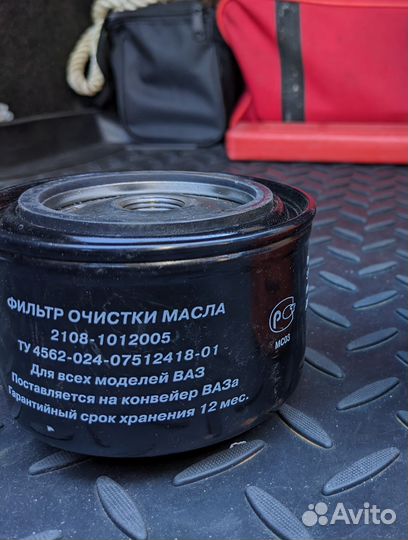 ФИЛЬТР ОЧИСТКИ МАСЛА
2108-1012005
ТУ 4562-024-07512418-01
Для всех моделей ВАЗ
Поставляется на конвейер ВАЗа
Гарантийный срок хранения 12 мес.
МС03
Avito